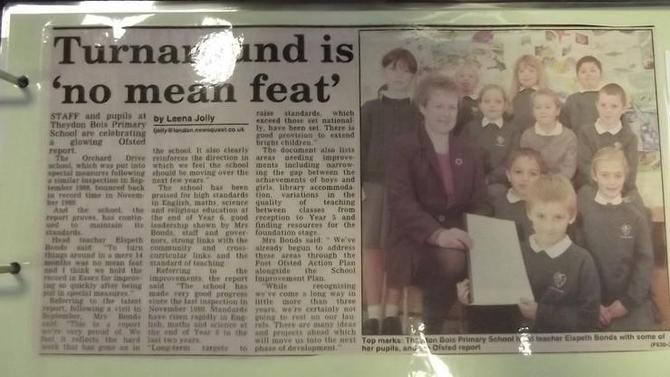 Turnaround is
'no mean feat'
STAFF and pupils at
Theydon Bois Primary
School are celebrating
a glowing Ofsted
report.
The Orchard Drive
school, which was put into
special measures following
a similar inspection in Sep-
tember 1998, bounced back
in record time in November
1999.
And the school, the
report proves, has contin-
ued to maintain its
standards.
Head teacher Elspeth
Bonds said: "To turn
things around in a mere 14
months was no mean feat
and I think we hold the
record in Essex for improv-
ing so quickly after being
put in special measures."
Referring to the latest
report, following a visit in
September, Mrs Bonds
said: "This is a report
we're very proud of. We
feel it reflects the hard
work that has gone on in
by Leena Jolly
ljolly@london.newsquest.co.uk
the school. It also clearly
reinforces the direction in
which we feel the school
should be moving over the
next few years."
The school has been
praised for high standards
in English, maths, science
and religious education at
the end of Year 6, good
leadership shown by Mrs
Bonds, staff and gover-
nors, strong links with the
community and cross-
curricular links and the
standard of teaching.
Referring to the
improvements, the report
said "The school has
made very good progress
since the last inspection in
November 1999. Standards
have risen rapidly in Eng-
lish, maths and science at
the end of Year 6 in the
last two years.
"Long-term targets to
raise standards, which
exceed those set national-
ly, have been set. There is
good provision to extend
bright children."
The document also lists
areas needing improve-
ments including narrow-
ing the gap between the
achievements of boys and
girls, library accommoda-
tion, variations in the
quality of teaching
between classes from
reception to Year 5 and
finding resources for the
foundation stage.
Mrs Bonds said: "We've
already begun to address
these areas through the
Post Ofsted Action Plan
alongside the School
Improvement Plan.
"While recognising
we've come a long way in
little more than three
years, we're certainly not
going to rest on our lau-
rels. There are many ideas
and projects ahead which
will move us into the next
phase of development."
Top marks: Theydon Bois Primary School head teacher Elspeth Bonds with some of
her pupils, and the Ofsted report